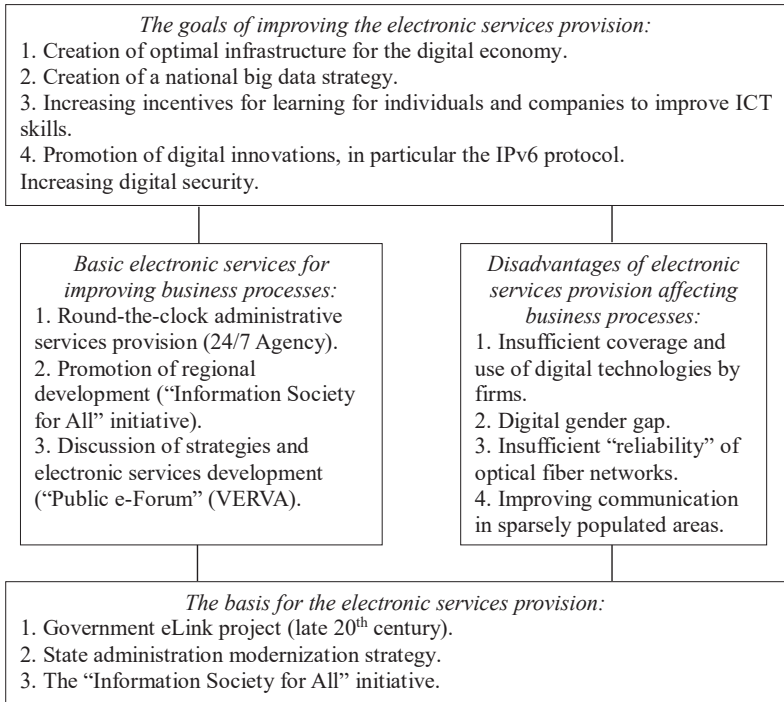 The goals of improving the electronic services provision:
1. Creation of optimal infrastructure for the digital economy.
2. Creation of a national big data strategy.
3. Increasing incentives for learning for individuals and companies to improve ICT
skills.
4. Promotion of digital innovations, in particular the IPv6 protocol.
Increasing digital security.
Basic electronic services for
improving business processes:
1. Round-the-clock administrative
services provision (24/7 Agency).
2. Promotion of regional
development (“Information Society
for All” initiative).
3. Discussion of strategies and
electronic services development
(“Public e-Forum” (VERVA).
Disadvantages of electronic
services provision affecting
business processes:
1. Insufficient coverage and
use of digital technologies by
firms.
2. Digital gender gap.
3. Insufficient “reliability” of
optical fiber networks.
4. Improving communication
in sparsely populated areas.
The basis for the electronic services provision:
1. Government eLink project (late 20th century).
2. State administration modernization strategy.
3. The “Information Society for All” initiative.